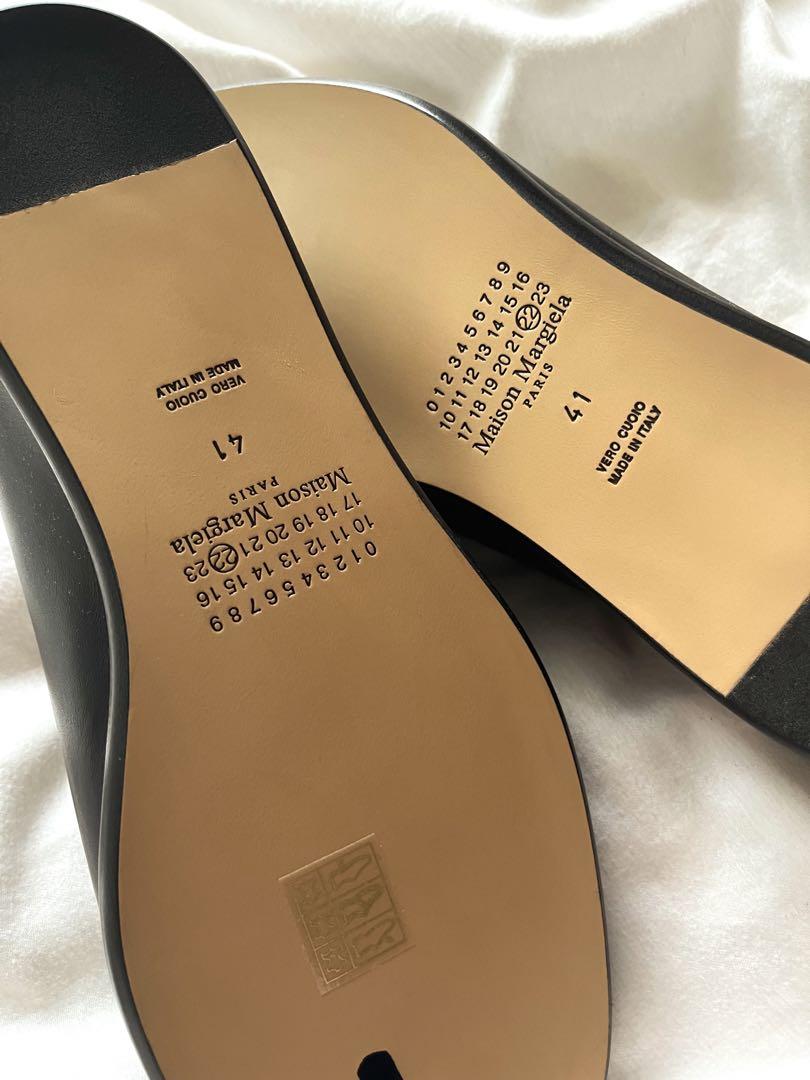 0 1 2 3 4 5 6 7 8 9
10 11 12 13 14 15 16
17 18 19 20 21 22 23
Maison Margiela
PARIS
41
VERO CUOIO
MADE IN ITALY
0 1 2 3 4 5 6 7 8 9
10 11 12 13 14 15 16
17 18 19 20 21 22 23
Maison Margiela
PARIS
41
VERO CUOIO
MADE IN ITALY